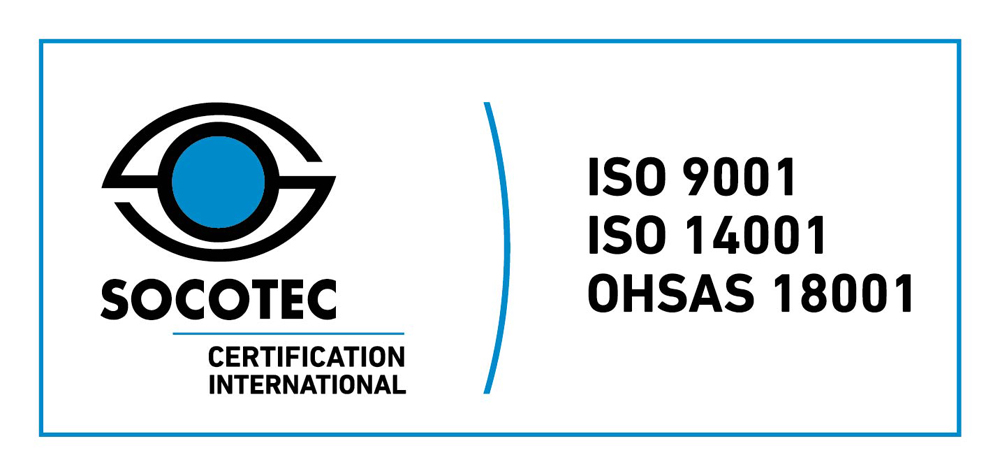 SOCOTEC
CERTIFICATION
INTERNATIONAL
ISO 9001
ISO 14001
OHSAS 18001